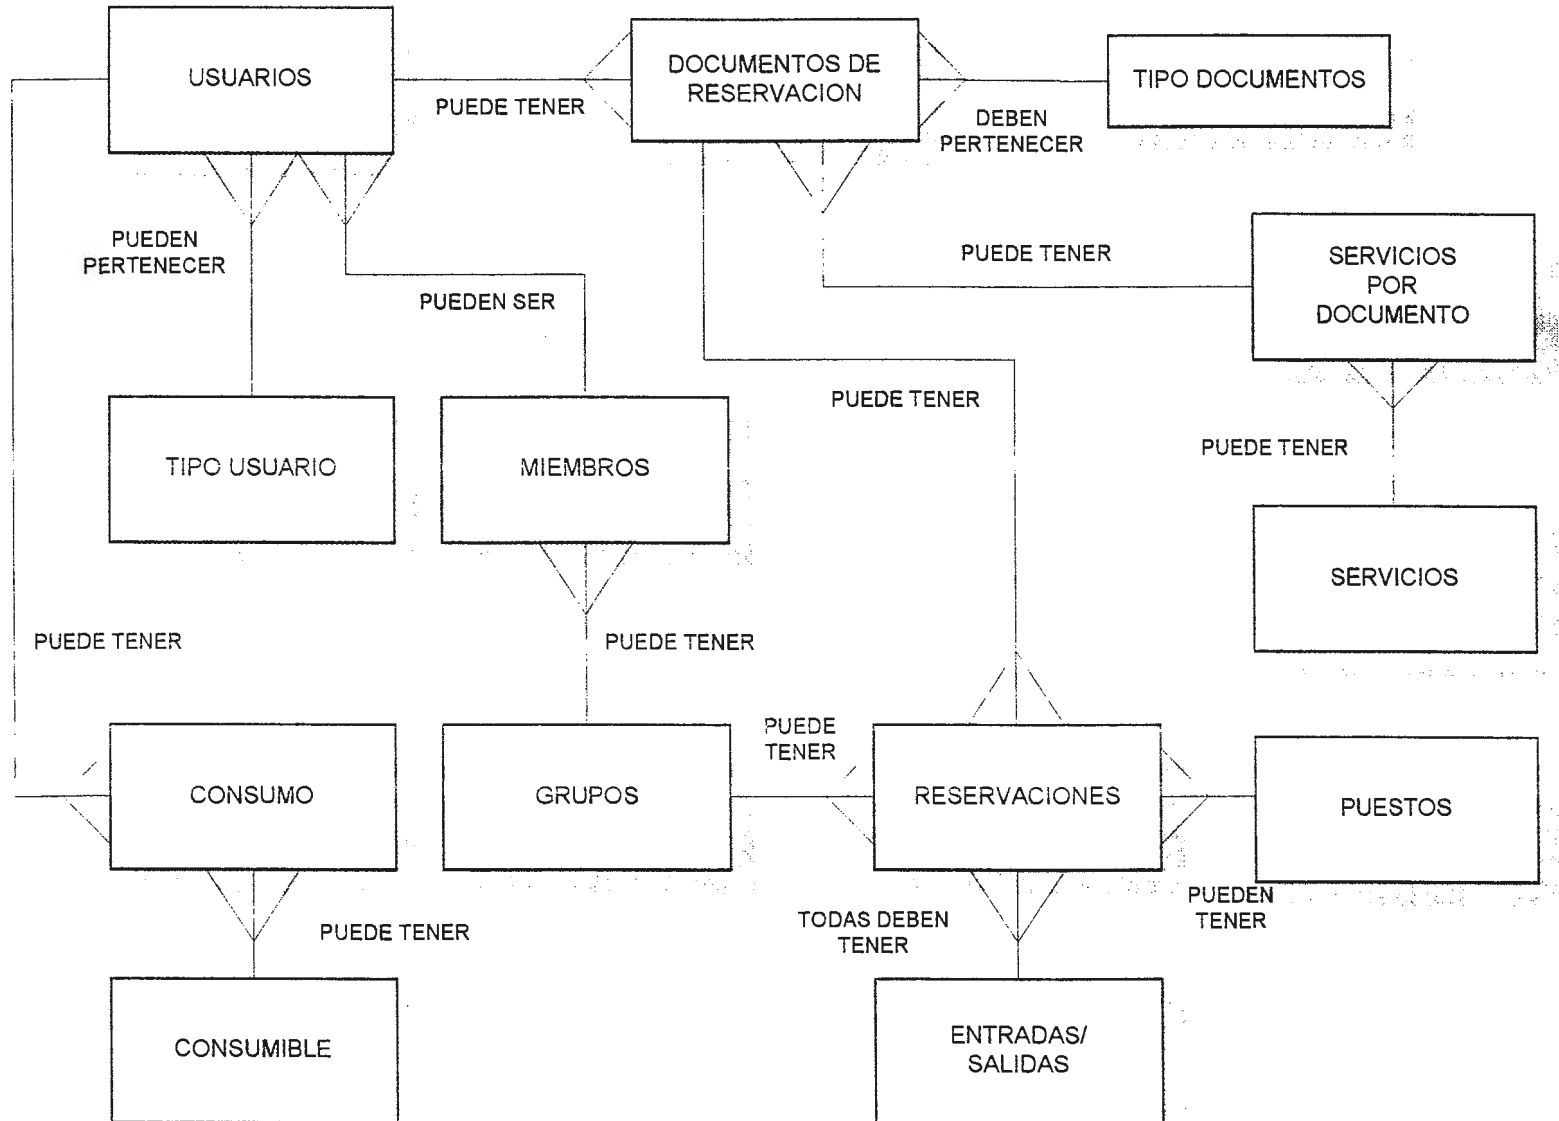 USUARIOS
DOCUMENTOS DE
RESERVACION
TIPO DOCUMENTOS
PUEDE TENER
DEBEN
PERTENECER
PUEDEN
PERTENECER
PUEDEN SER
PUEDE TENER
SERVICIOS
POR
DOCUMENTO
PUEDE TENER
PUEDE TENER
TIPO USUARIO
MIEMBROS
SERVICIOS
PUEDE TENER
PUEDE TENER
PUEDE
TENER
CONSUMO
GRUPOS
RESERVACIONES
PUESTOS
PUEDE TENER
TODAS DEBEN
TENER
PUEDEN
TENER
CONSUMIBLE
ENTRADAS/
SALIDAS